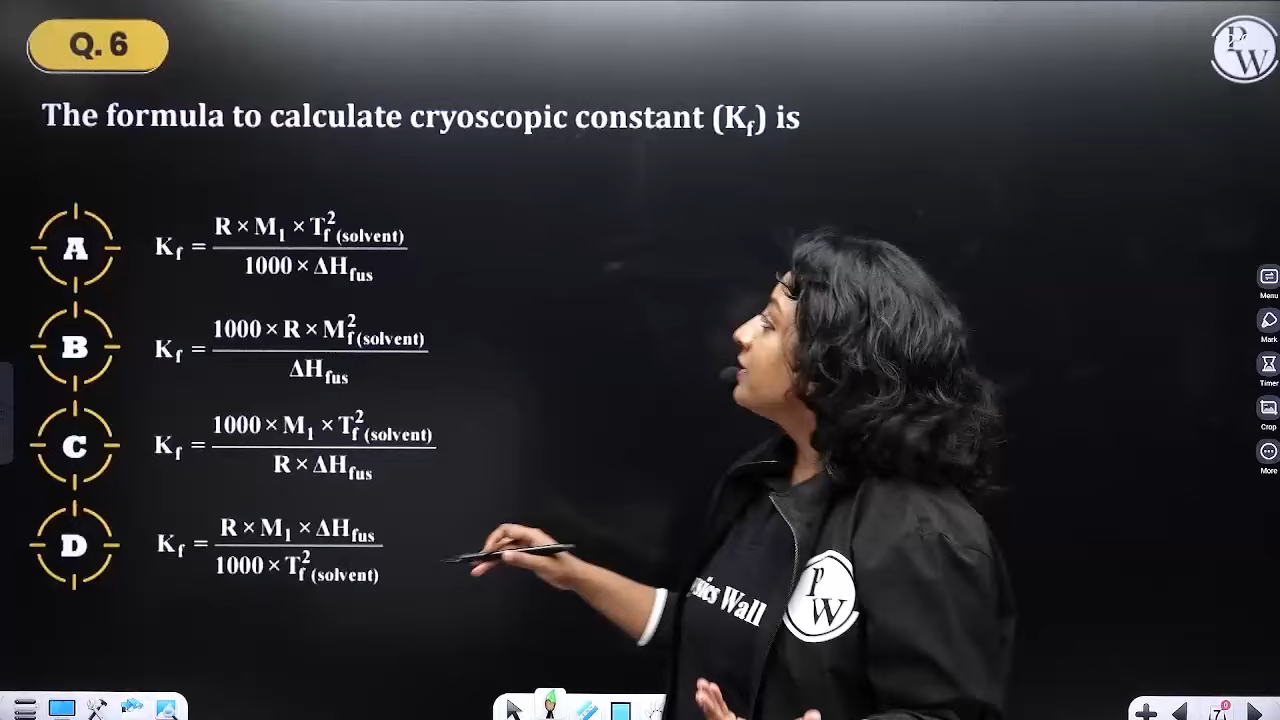 Q. 6
PW
The formula to calculate cryoscopic constant (K_f) is
A K_f = (R × M_1 × T_f^2 (solvent)) / (1000 × ΔH_fus)
B K_f = (1000 × R × M_f^2 (solvent)) / (ΔH_fus)
C K_f = (1000 × M_1 × T_f^2 (solvent)) / (R × ΔH_fus)
D K_f = (R × M_1 × ΔH_fus) / (1000 × T_f^2 (solvent))
Menu
Mark
Timer
Crop
More
sics Wall
PW